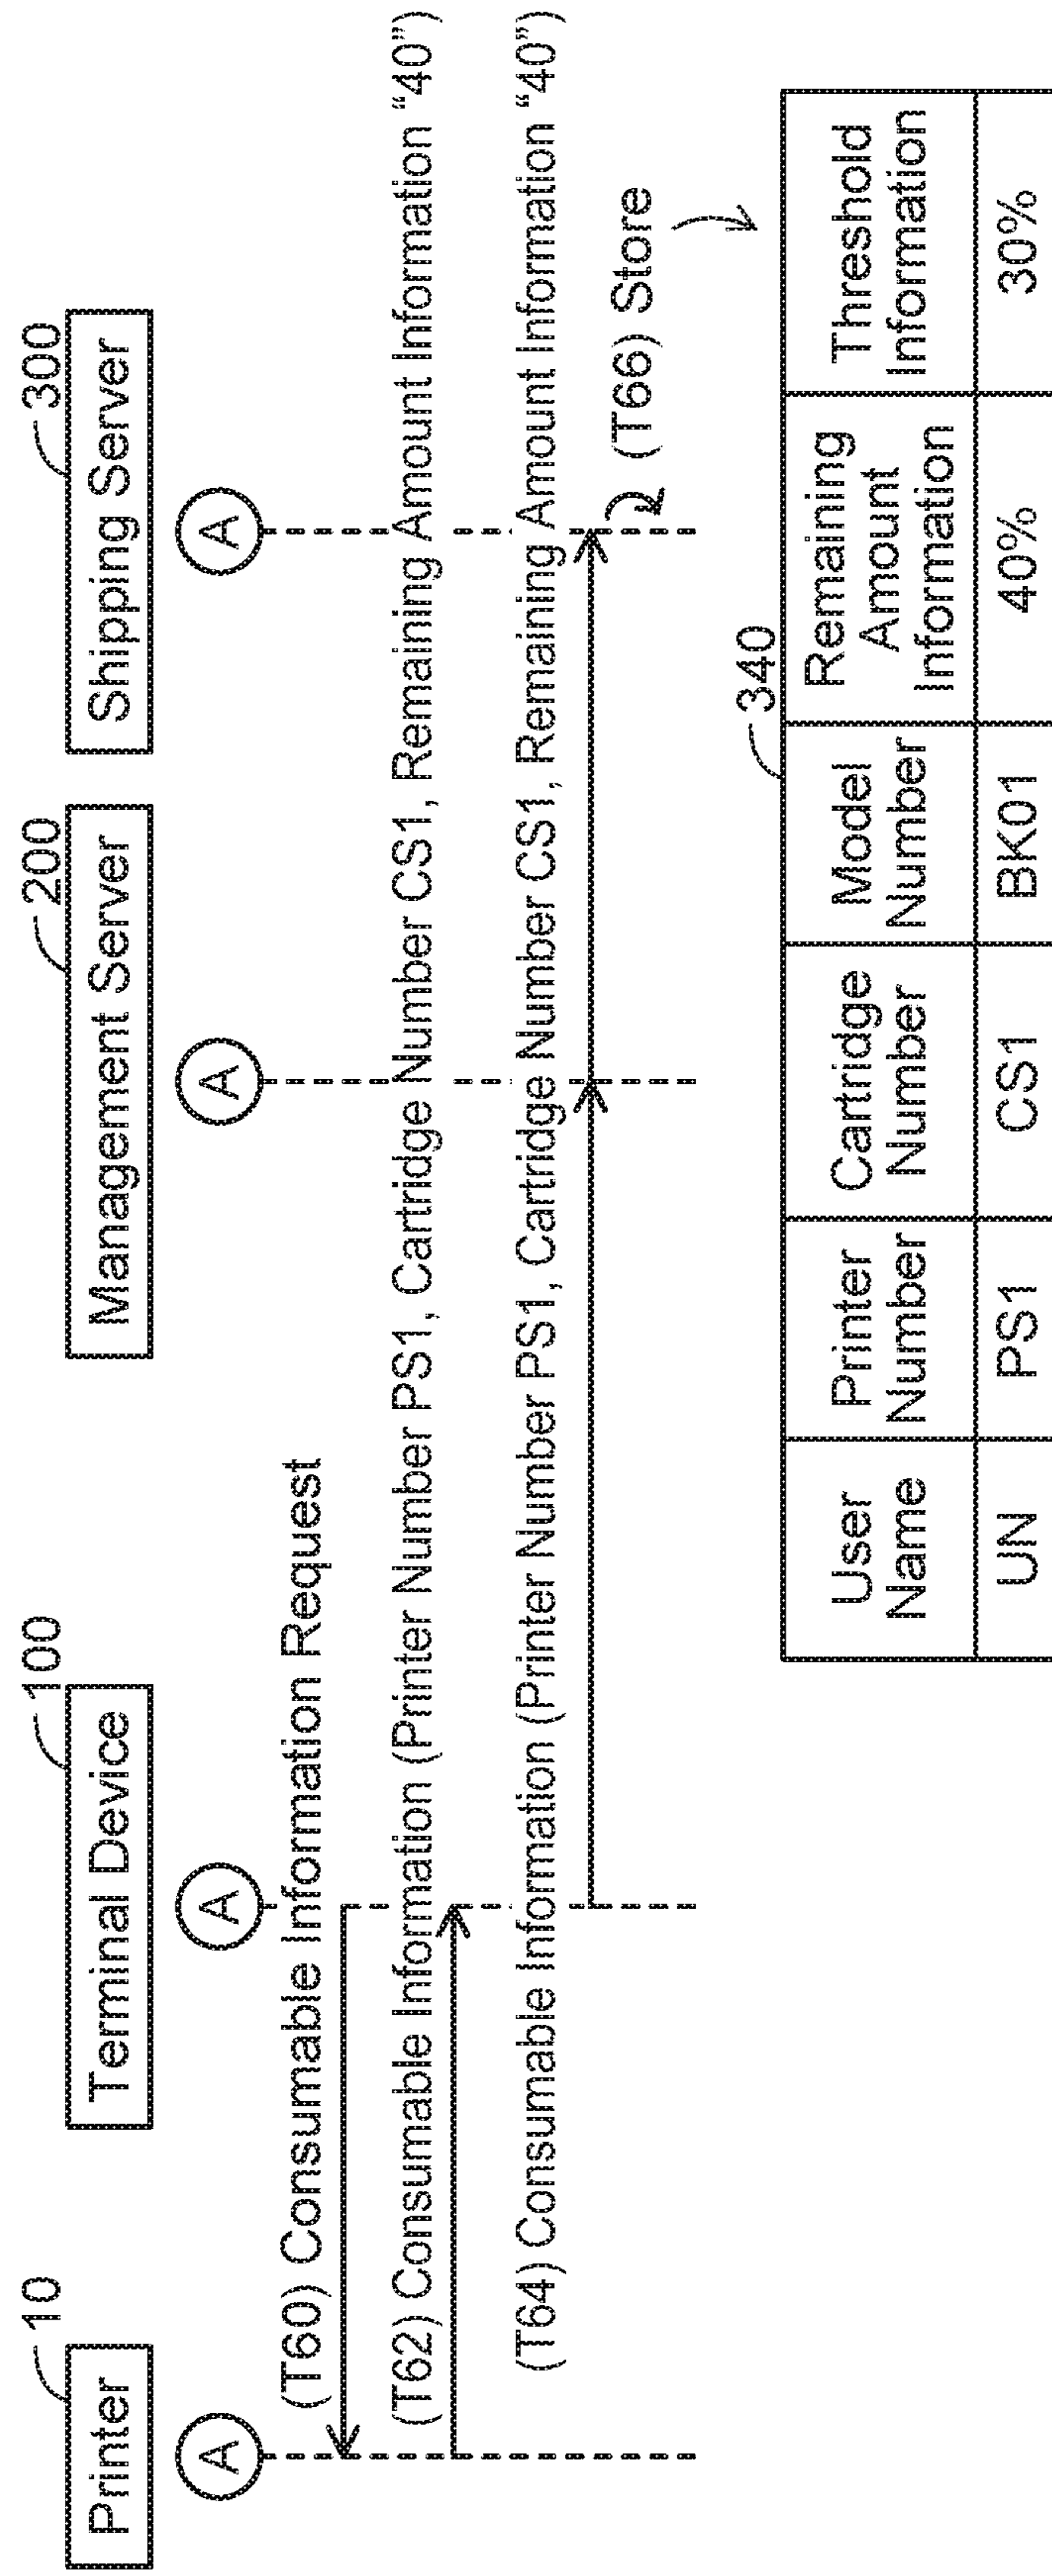 10
Printer
100
Terminal Device
200
Management Server
300
Shipping Server
A
A
A
A
(T60) Consumable Information Request
(T62) Consumable Information (Printer Number PS1, Cartridge Number CS1, Remaining Amount Information “40”)
(T64) Consumable Information (Printer Number PS1, Cartridge Number CS1, Remaining Amount Information “40”)
(T66) Store
340
User
Name
Printer
Number
Cartridge
Number
Model
Number
Remaining
Amount
Information
Threshold
Information
UN
PS1
CS1
BK01
40%
30%